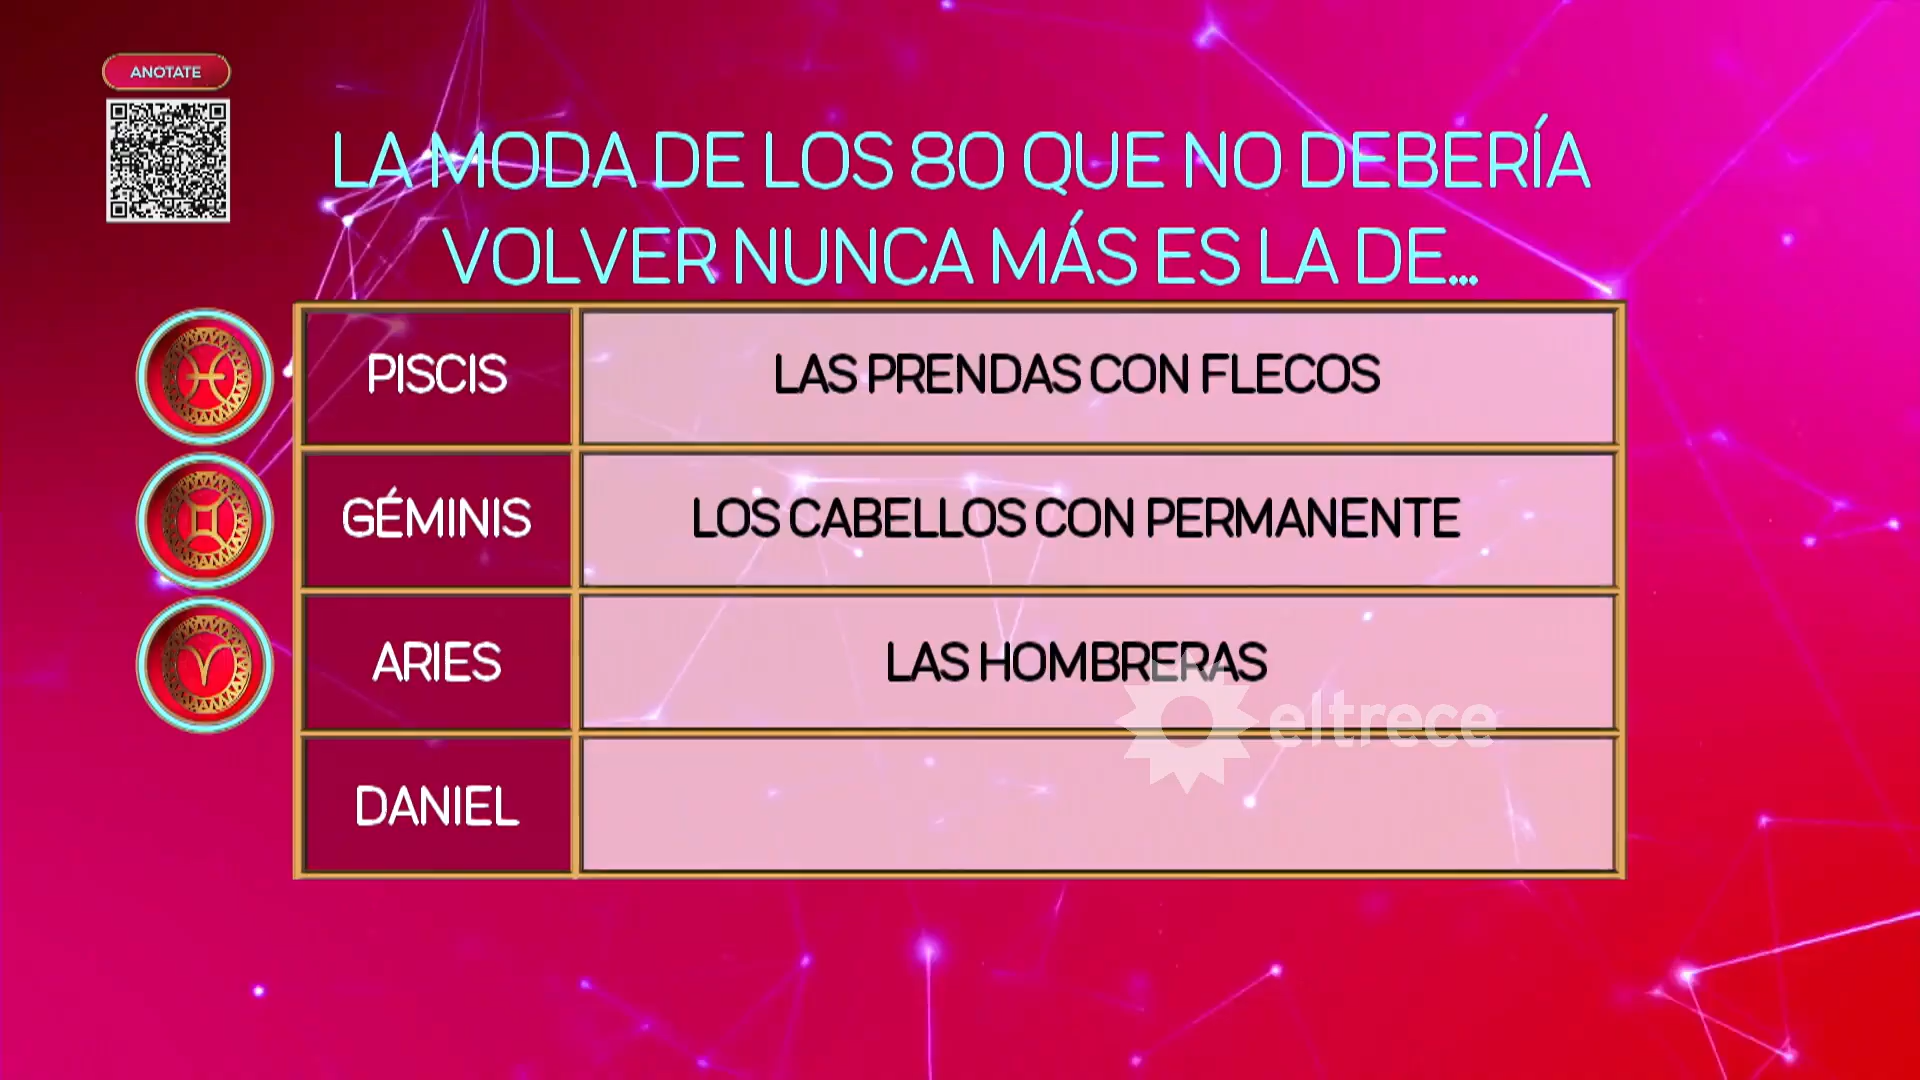 ANOTATE
LA MODA DE LOS 80 QUE NO DEBERÍA
VOLVER NUNCA MÁS ES LA DE...
PISCIS
LAS PRENDAS CON FLECOS
GÉMINIS
LOS CABELLOS CON PERMANENTE
ARIES
LAS HOMBRERAS
eltrece
DANIEL